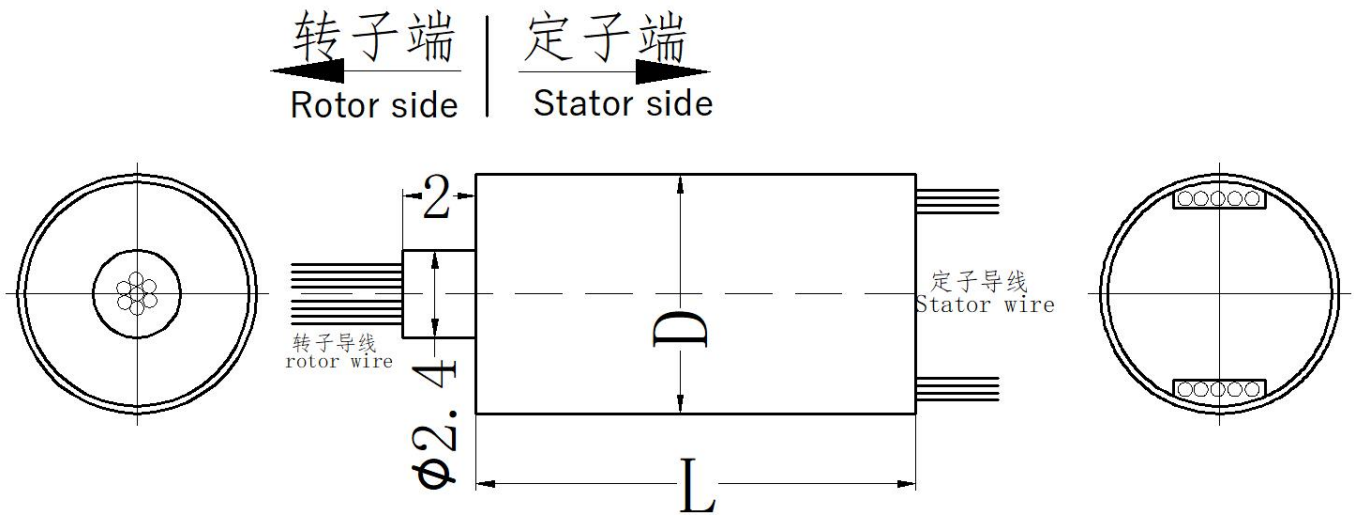 转子端
Rotor side
定子端
Stator side
2
转子导线
rotor wire
ϕ2.4
D
L
定子导线
Stator wire